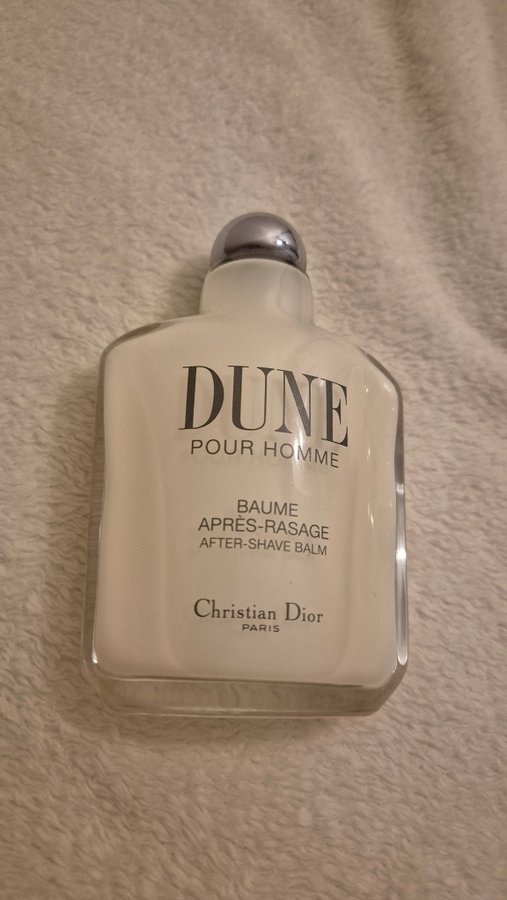 DUNE
POUR HOMME
BAUME
APRÈS-RASAGE
AFTER-SHAVE BALM
Christian Dior
PARIS